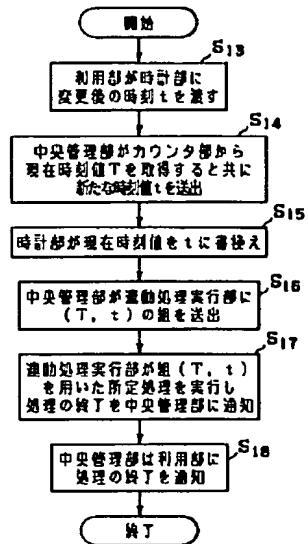 開始
S13
利用部が時計部に
変更後の時刻tを渡す
S14
中央管理部がカウンタ部から
現在時刻値Tを取得すると共に
新たな時刻値tを送出
S15
時計部が現在時刻値をtに書換え
S16
中央管理部が連動処理実行部に
(T, t) の組を送出
S17
連動処理実行部が組(T, t)
を用いた所定処理を実行し
処理の終了を中央管理部に通知
S18
中央管理部は利用部に
処理の終了を通知
終了